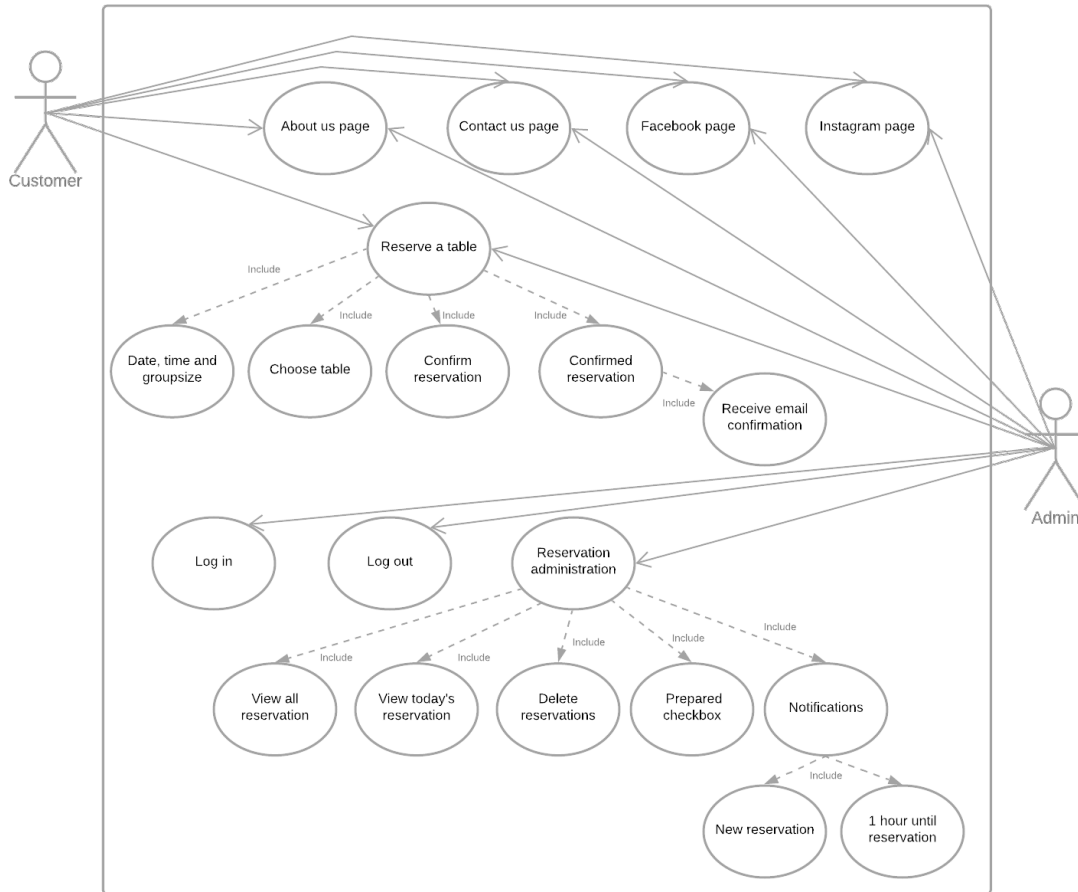 Customer
About us page
Contact us page
Facebook page
Instagram page
Reserve a table
Include
Include
Include
Include
Date, time and
groupsize
Choose table
Confirm
reservation
Confirmed
reservation
Include
Receive email
confirmation
Admin
Log in
Log out
Reservation
administration
Include
Include
Include
Include
Include
View all
reservation
View today's
reservation
Delete
reservations
Prepared
checkbox
Notifications
Include
New reservation
1 hour until
reservation